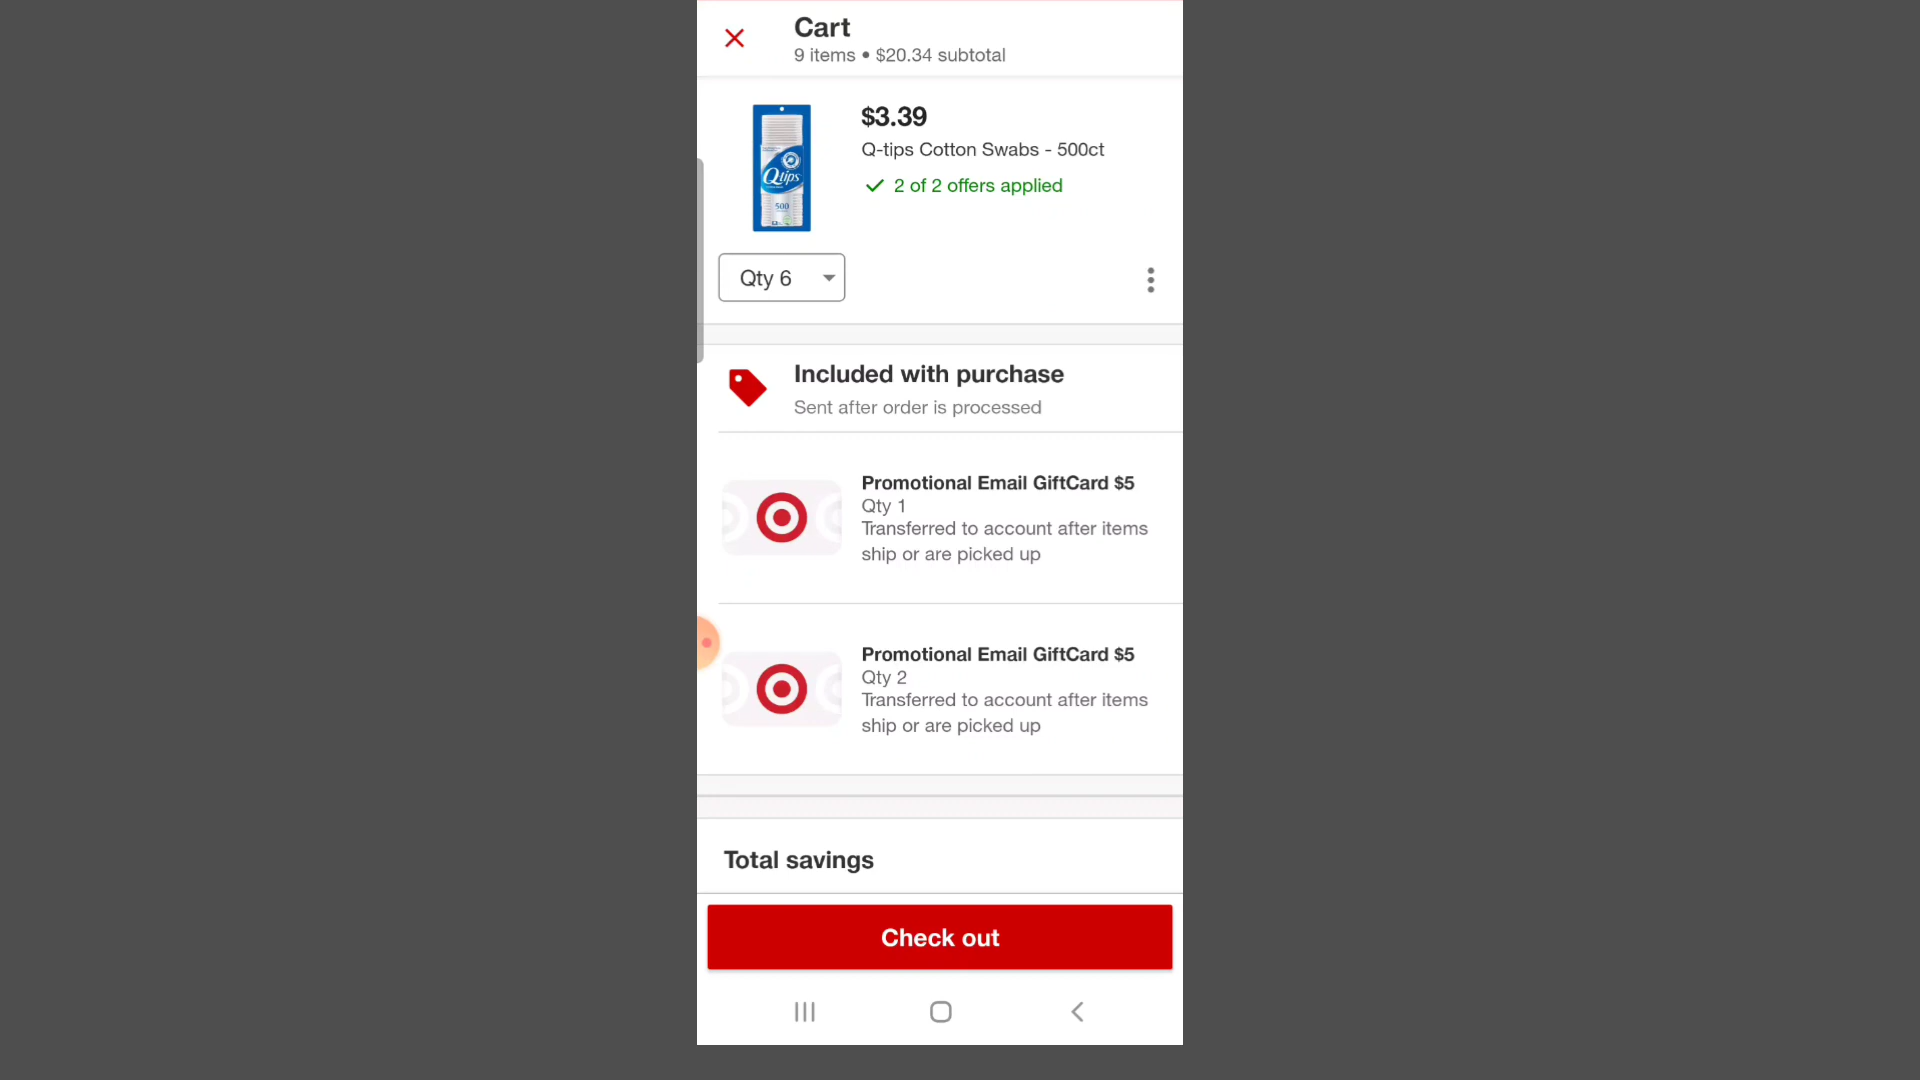 Cart
9 items • $20.34 subtotal
$3.39
Q-tips Cotton Swabs - 500ct
2 of 2 offers applied
Qtips
500
Qty 6
Included with purchase
Sent after order is processed
Promotional Email GiftCard $5
Qty 1
Transferred to account after items
ship or are picked up
Promotional Email GiftCard $5
Qty 2
Transferred to account after items
ship or are picked up
Total savings
Check out